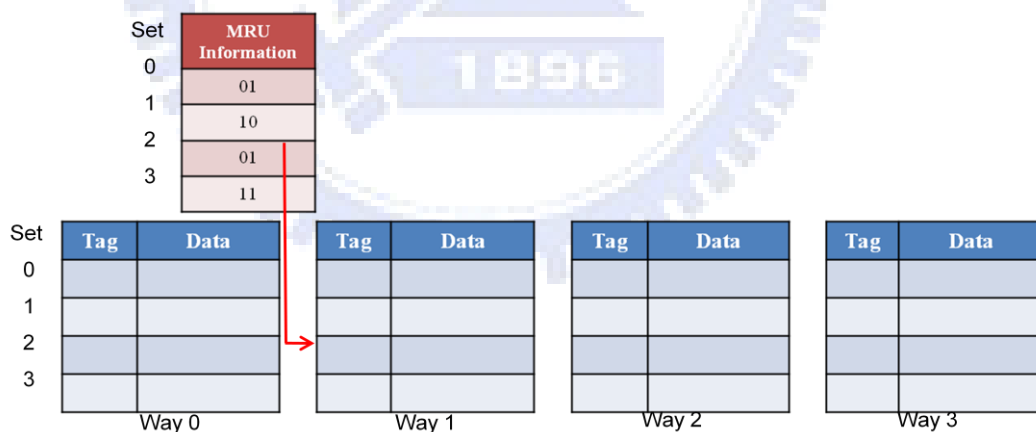 Set
MRU
Information
0
01
1
10
2
01
3
11
1896
Set
Tag Data Tag Data Tag Data Tag Data
0
1
2
3
Way 0 Way 1 Way 2 Way 3